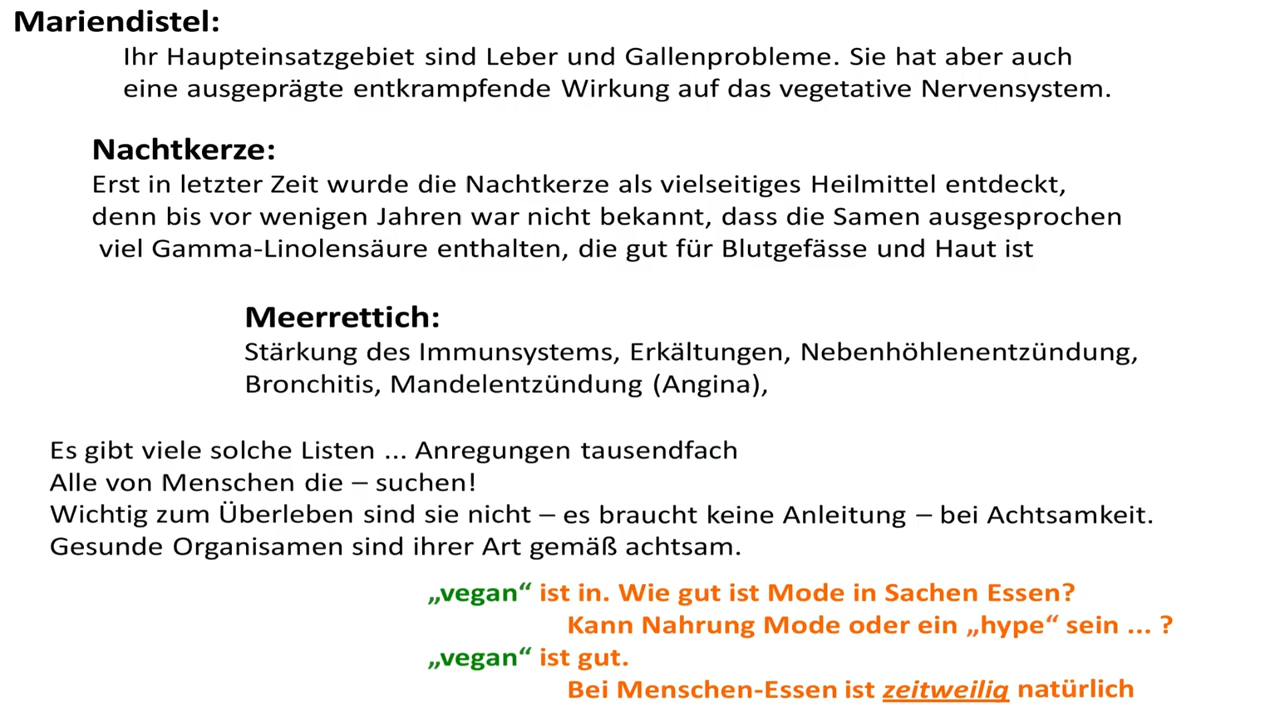 Mariendistel:
Ihr Haupteinsatzgebiet sind Leber und Gallenprobleme. Sie hat aber auch
eine ausgeprägte entkrampfende Wirkung auf das vegetative Nervensystem.
Nachtkerze:
Erst in letzter Zeit wurde die Nachtkerze als vielseitiges Heilmittel entdeckt,
denn bis vor wenigen Jahren war nicht bekannt, dass die Samen ausgesprochen
viel Gamma-Linolensäure enthalten, die gut für Blutgefässe und Haut ist
Meerrettich:
Stärkung des Immunsystems, Erkältungen, Nebenhöhlenentzündung,
Bronchitis, Mandelentzündung (Angina),
Es gibt viele solche Listen ... Anregungen tausendfach
Alle von Menschen die – suchen!
Wichtig zum Überleben sind sie nicht – es braucht keine Anleitung – bei Achtsamkeit.
Gesunde Organisamen sind ihrer Art gemäß achtsam.
„vegan“ ist in. Wie gut ist Mode in Sachen Essen?
Kann Nahrung Mode oder ein „hype“ sein ... ?
„vegan“ ist gut.
Bei Menschen-Essen ist zeitweilig natürlich